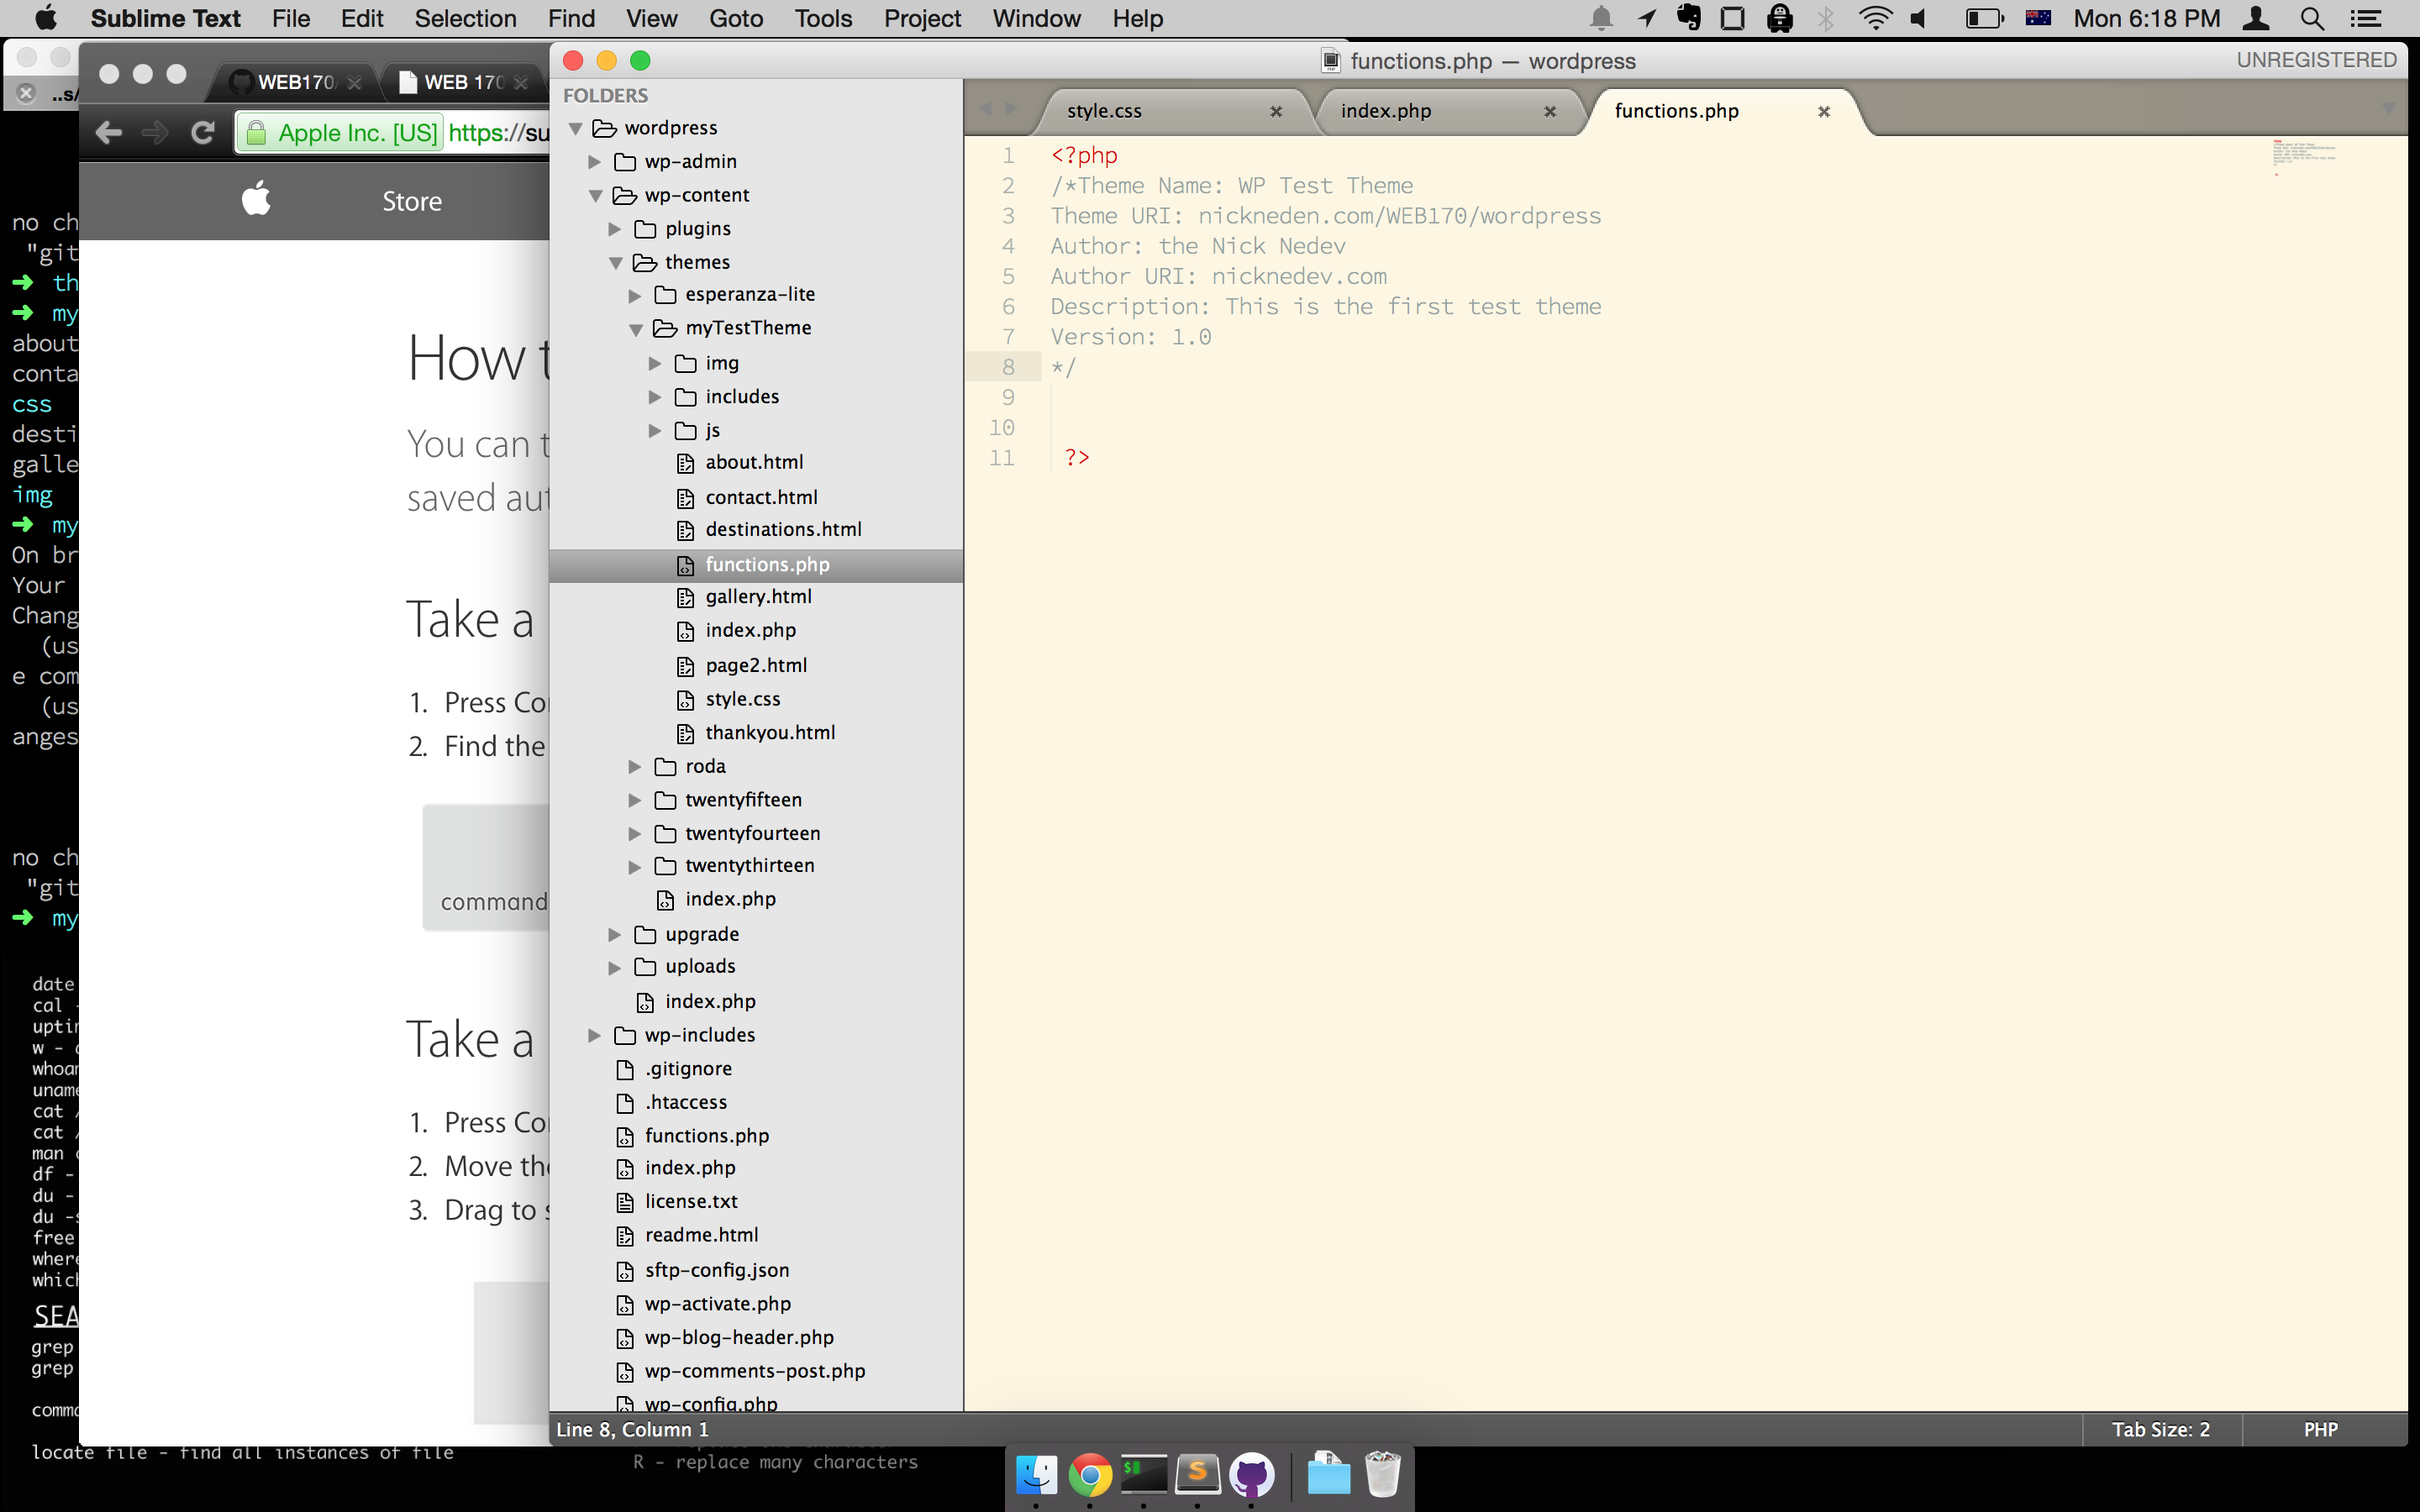 Sublime Text File Edit Selection Find View Goto Tools Project Window Help Mon 6:18 PM
functions.php — wordpress UNREGISTERED
..s/
WEB170 WEB 170
Apple Inc. [US] https://su
Store
no ch
"git
th
my
about
conta
css
desti
galle
img
my
On br
Your
Chang
(us
e com
(us
anges
no ch
"git
my
date
cal -
uptin
w -
whoam
uname
cat /
cat /
man
df -
du -
du -s
free
where
which
SEA
grep
grep
comma
locate file - find all instances of file
R - replace many characters
How t
You can t
saved aut
Take a
1. Press Co
2. Find the
command
Take a
1. Press Co
2. Move the
3. Drag to s
FOLDERS
wordpress
wp-admin
wp-content
plugins
themes
esperanza-lite
myTestTheme
img
includes
js
about.html
contact.html
destinations.html
functions.php
gallery.html
index.php
page2.html
style.css
thankyou.html
roda
twentyfifteen
twentyfourteen
twentythirteen
index.php
upgrade
uploads
index.php
wp-includes
.gitignore
.htaccess
functions.php
index.php
license.txt
readme.html
sftp-config.json
wp-activate.php
wp-blog-header.php
wp-comments-post.php
wp-config.php
style.css index.php functions.php
1 <?php
2 /*Theme Name: WP Test Theme
3 Theme URI: nickneden.com/WEB170/wordpress
4 Author: the Nick Nedev
5 Author URI: nicknedev.com
6 Description: This is the first test theme
7 Version: 1.0
8 */
9
10
11 ?>
Line 8, Column 1 Tab Size: 2 PHP